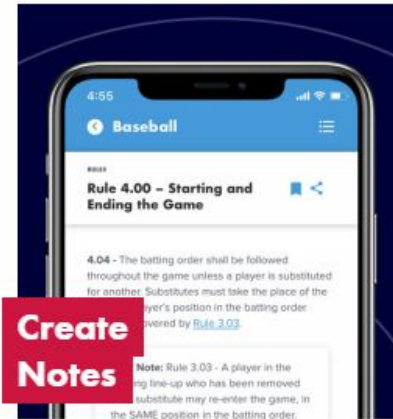 4:55
Baseball
RULES
Rule 4.00 – Starting and
Ending the Game
4.04 - The batting order shall be followed
throughout the game unless a player is substituted
for another. Substitutes must take the place of the
yer's position in the batting order
overed by Rule 3.03.
Create
Notes
Note: Rule 3.03 - A player in the
ng line-up who has been removed
substitute may re-enter the game, in
the SAME position in the batting order.